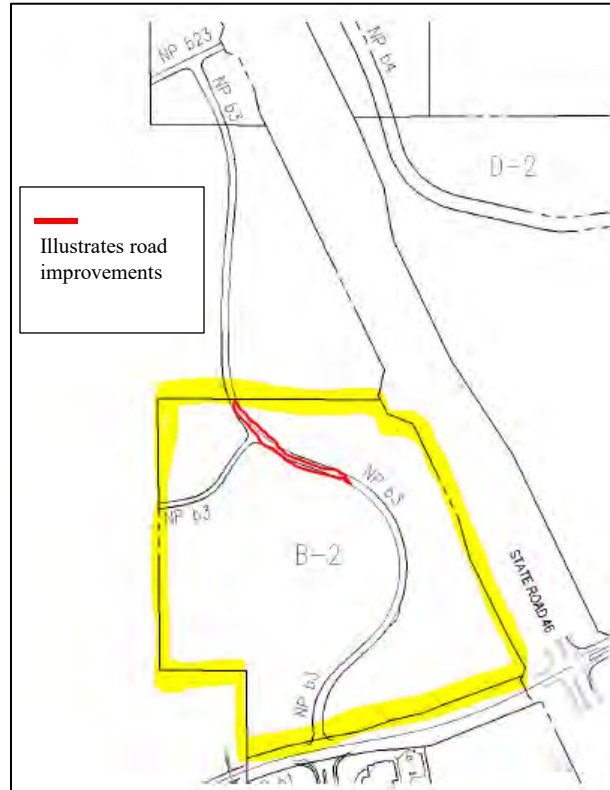 NP b23
NP b3
NP b4
D-2
Illustrates road
improvements
NP b3
NP b3
B-2
STATE ROAD 46
NP b3